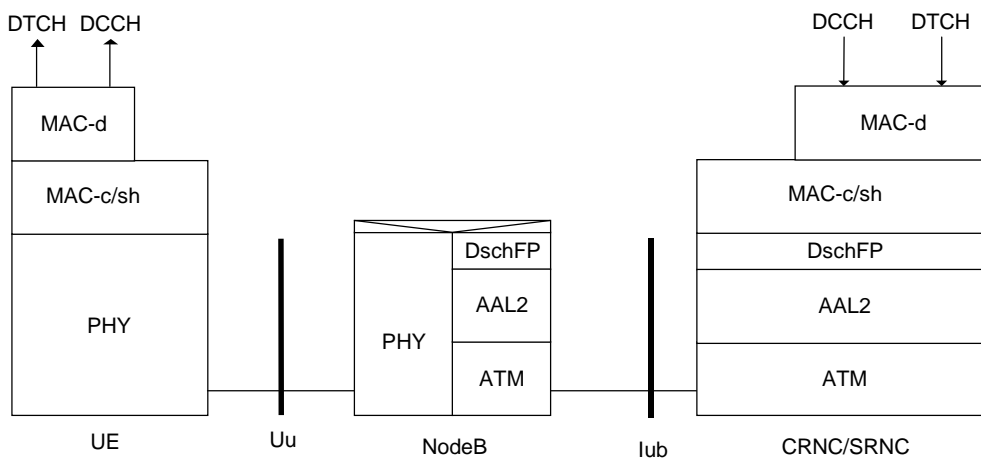 DTCH DCCH
DCCH DTCH
MAC-d
MAC-d
MAC-c/sh
MAC-c/sh
DschFP
DschFP
PHY
PHY
AAL2
AAL2
ATM
ATM
UE
Uu
NodeB
Iub
CRNC/SRNC